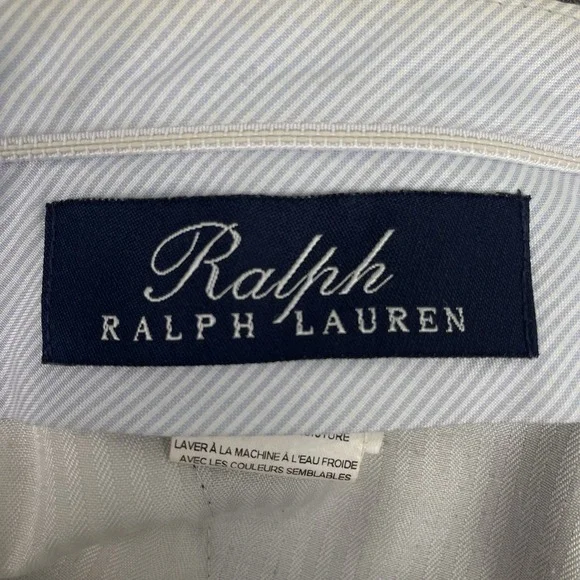 Ralph
RALPH LAUREN
LAVER À LA MACHINE À L'EAU FROIDE
AVEC LES COULEURS SEMBLABLES